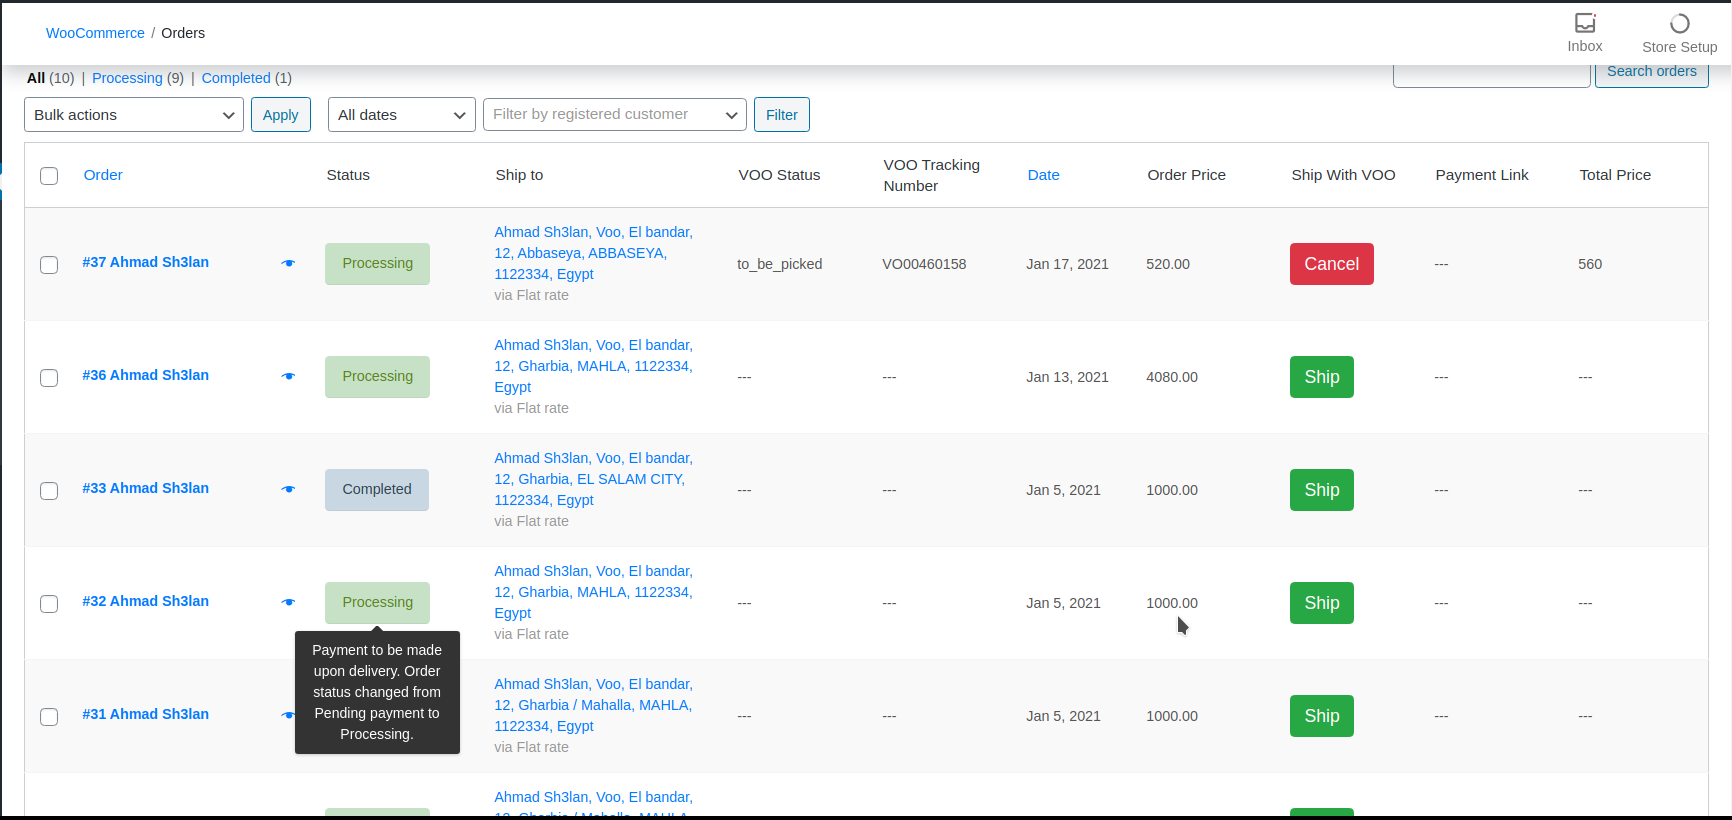 WooCommerce / Orders
Inbox
Store Setup
All (10) | Processing (9) | Completed (1)
Search orders
Bulk actions
Apply
All dates
Filter by registered customer
Filter
Order
Status
Ship to
VOO Status
VOO Tracking
Number
Date
Order Price
Ship With VOO
Payment Link
Total Price
#37 Ahmad Sh3lan
Processing
Ahmad Sh3lan, Voo, El bandar,
12, Abbaseya, ABBASEYA,
1122334, Egypt
via Flat rate
to_be_picked
VO00460158
Jan 17, 2021
520.00
Cancel
---
560
#36 Ahmad Sh3lan
Processing
Ahmad Sh3lan, Voo, El bandar,
12, Gharbia, MAHLA, 1122334,
Egypt
via Flat rate
---
---
Jan 13, 2021
4080.00
Ship
---
---
#33 Ahmad Sh3lan
Completed
Ahmad Sh3lan, Voo, El bandar,
12, Gharbia, EL SALAM CITY,
1122334, Egypt
via Flat rate
---
---
Jan 5, 2021
1000.00
Ship
---
---
#32 Ahmad Sh3lan
Processing
Ahmad Sh3lan, Voo, El bandar,
12, Gharbia, MAHLA, 1122334,
Egypt
via Flat rate
---
---
Jan 5, 2021
1000.00
Ship
---
---
Payment to be made
upon delivery. Order
status changed from
Pending payment to
Processing.
#31 Ahmad Sh3lan
Ahmad Sh3lan, Voo, El bandar,
12, Gharbia / Mahalla, MAHLA,
1122334, Egypt
via Flat rate
---
---
Jan 5, 2021
1000.00
Ship
---
---
Ahmad Sh3lan, Voo, El bandar,
12, Gharbia / Mahalla, MAHLA,